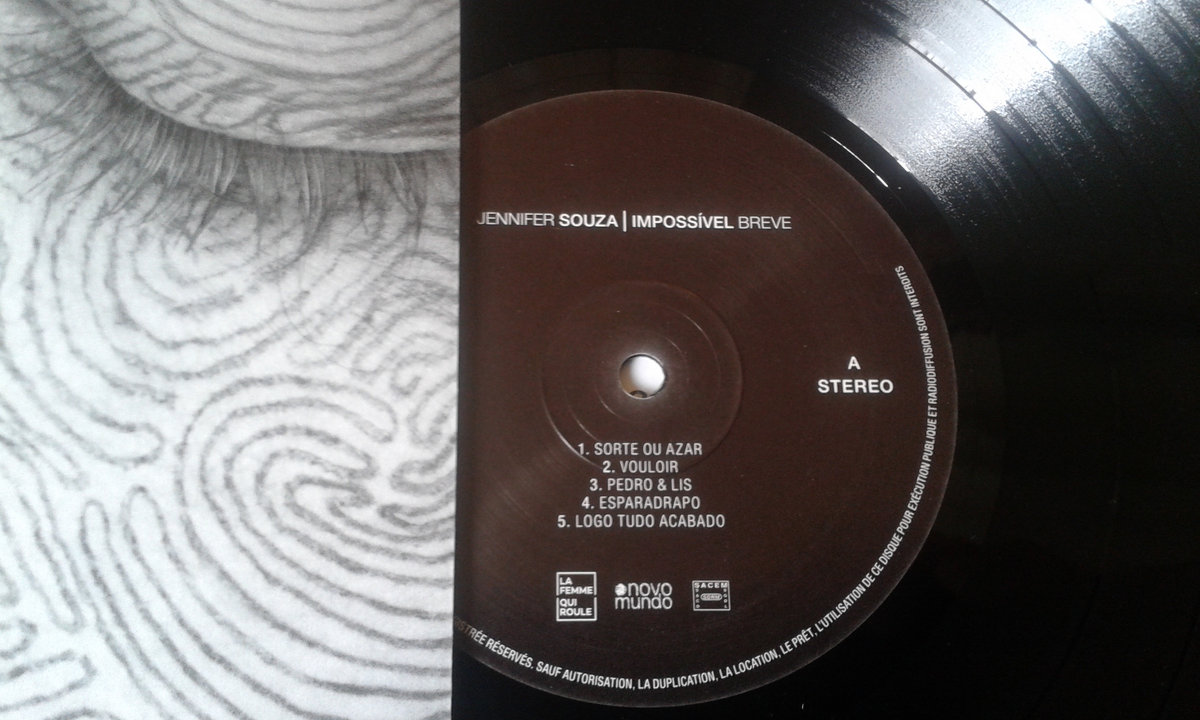 JENNIFER SOUZA | IMPOSSÍVEL BREVE
A
STEREO
1. SORTE OU AZAR
2. VOULOIR
3. PEDRO & LIS
4. ESPARADRAPO
5. LOGO TUDO ACABADO
LA
FEMME
QUI
ROULE
novo
mundo
SACEM
RÉSERVÉS. SAUF AUTORISATION, LA DUPLICATION, LA LOCATION, LE PRÊT, L'UTILISATION DE CE DISQUE POUR EXÉCUTION PUBLIQUE ET RADIODIFFUSION SONT INTERDITS